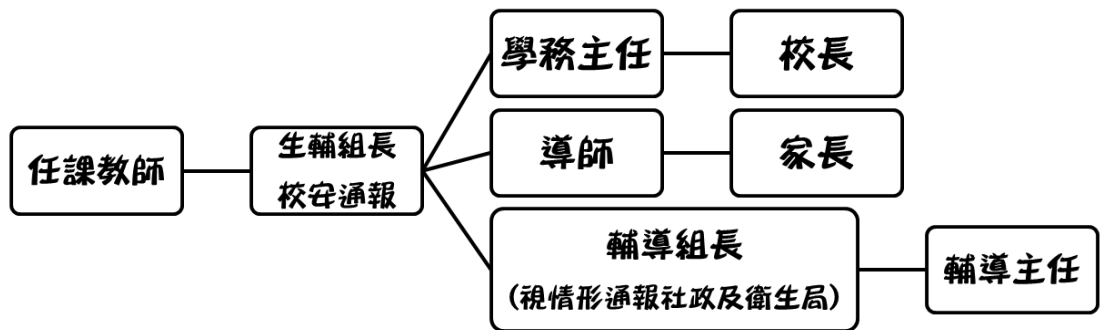 任課教師
生輔組長
校安通報
學務主任
校長
導師
家長
輔導組長
(視情形通報社政及衛生局)
輔導主任